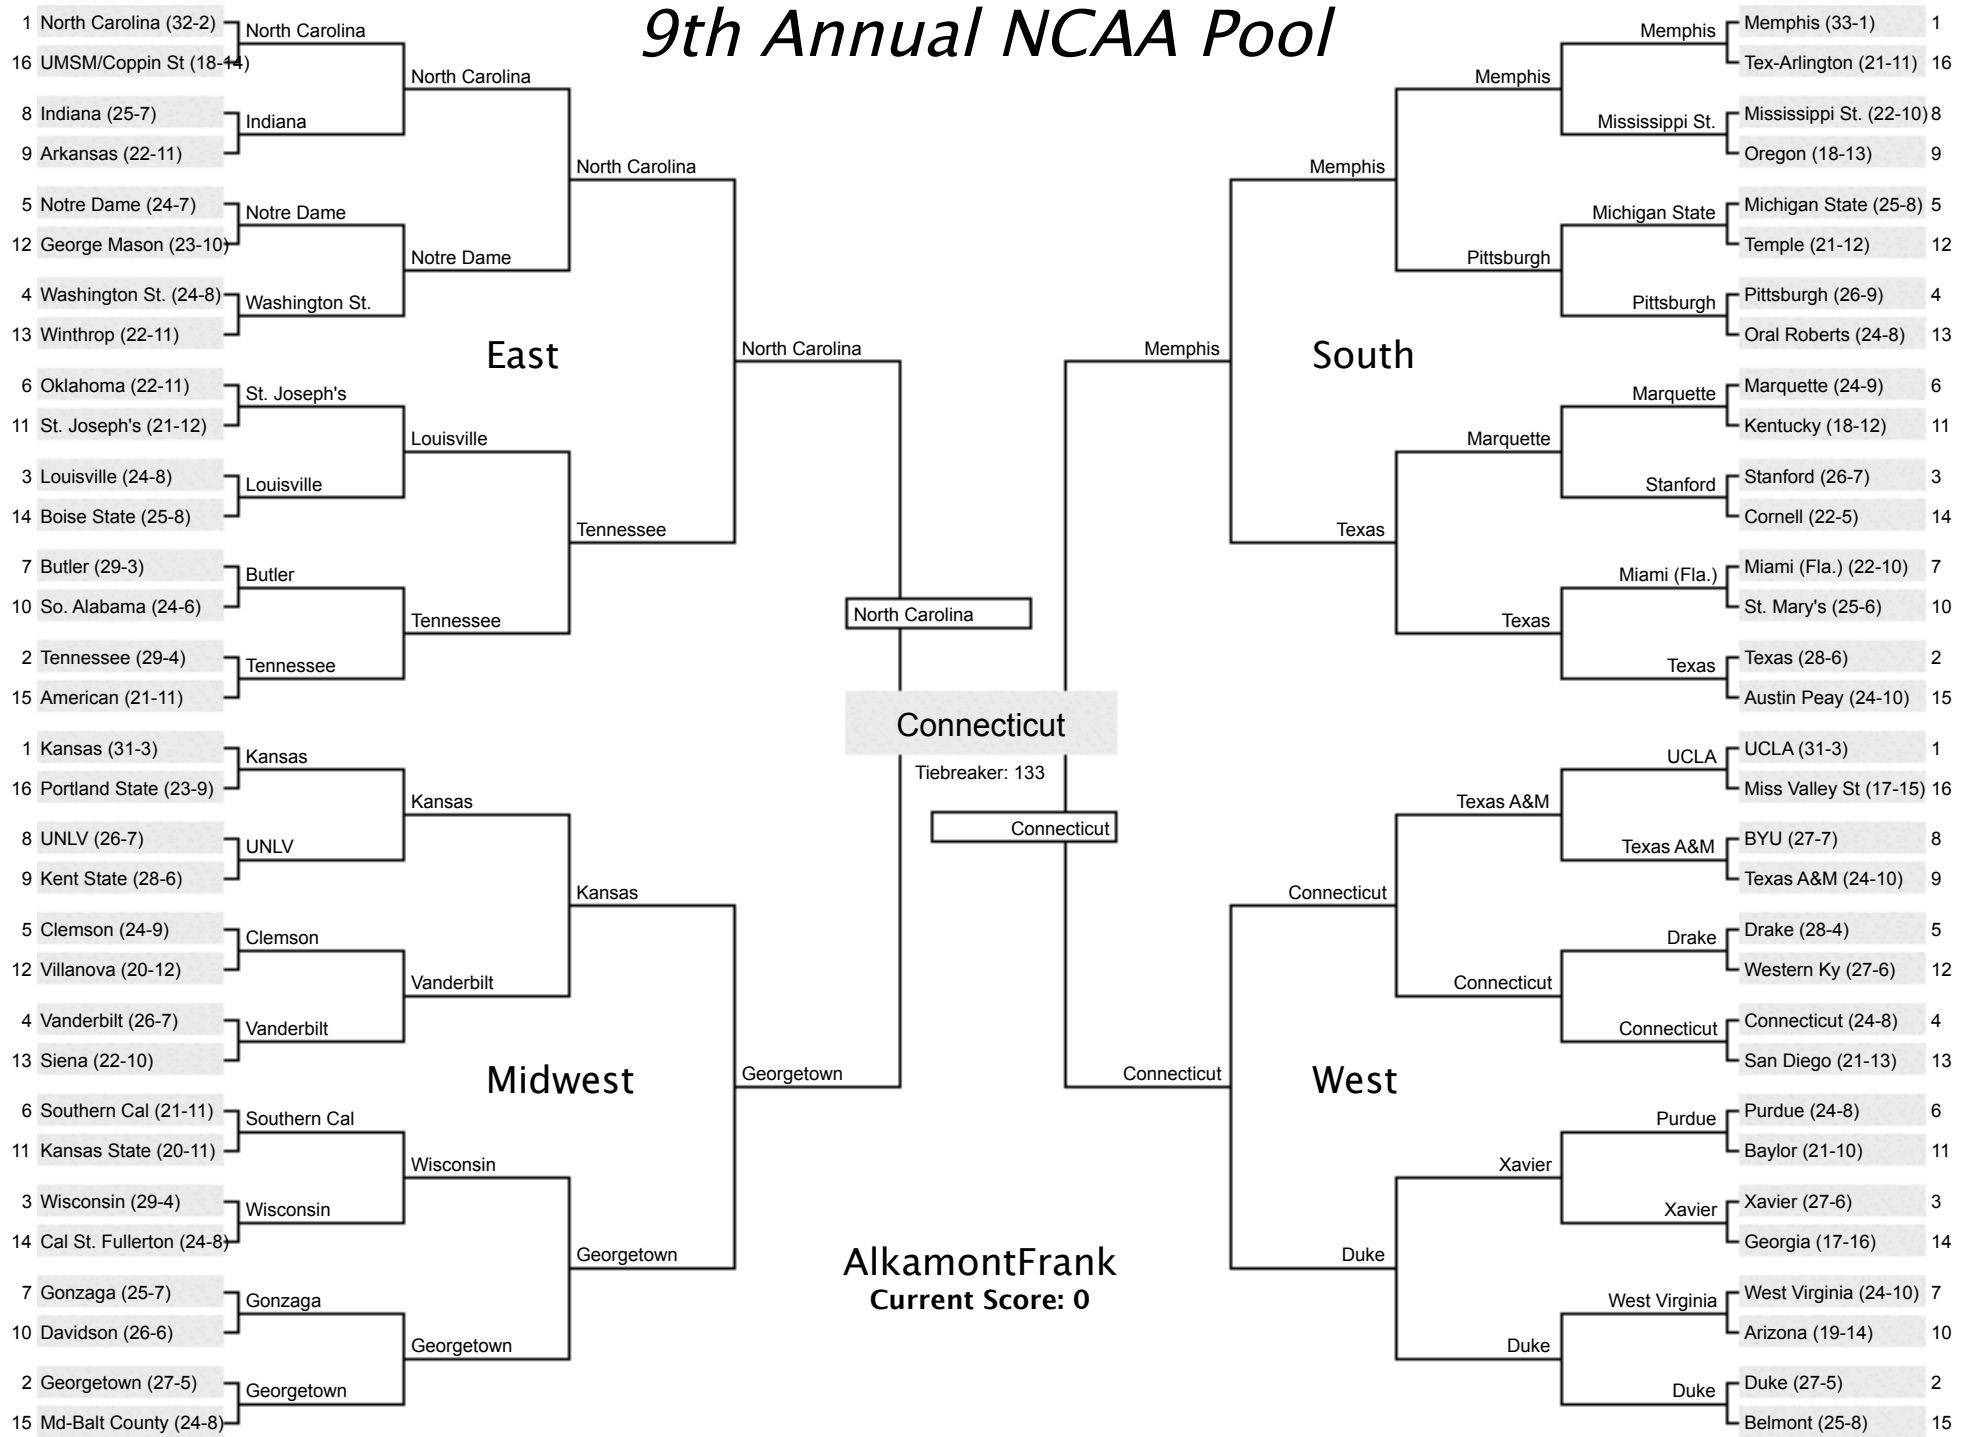 9th Annual NCAA Pool
1 North Carolina (32-2)
16 UMSM/Coppin St (18-14)
8 Indiana (25-7)
9 Arkansas (22-11)
5 Notre Dame (24-7)
12 George Mason (23-10)
4 Washington St. (24-8)
13 Winthrop (22-11)
6 Oklahoma (22-11)
11 St. Joseph's (21-12)
3 Louisville (24-8)
14 Boise State (25-8)
7 Butler (29-3)
10 So. Alabama (24-6)
2 Tennessee (29-4)
15 American (21-11)
North Carolina
Indiana
Notre Dame
Washington St.
St. Joseph's
Louisville
Butler
Tennessee
North Carolina
Notre Dame
Louisville
Tennessee
North Carolina
Tennessee
East
North Carolina
1 Kansas (31-3)
16 Portland State (23-9)
8 UNLV (26-7)
9 Kent State (28-6)
5 Clemson (24-9)
12 Villanova (20-12)
4 Vanderbilt (26-7)
13 Siena (22-10)
6 Southern Cal (21-11)
11 Kansas State (20-11)
3 Wisconsin (29-4)
14 Cal St. Fullerton (24-8)
7 Gonzaga (25-7)
10 Davidson (26-6)
2 Georgetown (27-5)
15 Md-Balt County (24-8)
Kansas
UNLV
Clemson
Vanderbilt
Southern Cal
Wisconsin
Gonzaga
Georgetown
Kansas
Vanderbilt
Wisconsin
Georgetown
Kansas
Georgetown
Midwest
Georgetown
North Carolina
Connecticut
Tiebreaker: 133
Connecticut
AlkamontFrank
Current Score: 0
Memphis
South
Memphis
Texas
Memphis
Pittsburgh
Marquette
Texas
Memphis
Mississippi St.
Michigan State
Pittsburgh
Marquette
Stanford
Miami (Fla.)
Texas
Memphis (33-1) 1
Tex-Arlington (21-11) 16
Mississippi St. (22-10) 8
Oregon (18-13) 9
Michigan State (25-8) 5
Temple (21-12) 12
Pittsburgh (26-9) 4
Oral Roberts (24-8) 13
Marquette (24-9) 6
Kentucky (18-12) 11
Stanford (26-7) 3
Cornell (22-5) 14
Miami (Fla.) (22-10) 7
St. Mary's (25-6) 10
Texas (28-6) 2
Austin Peay (24-10) 15
Connecticut
West
Connecticut
Duke
Texas A&M
Connecticut
Xavier
Duke
UCLA
Texas A&M
Drake
Connecticut
Purdue
Xavier
West Virginia
Duke
UCLA (31-3) 1
Miss Valley St (17-15) 16
BYU (27-7) 8
Texas A&M (24-10) 9
Drake (28-4) 5
Western Ky (27-6) 12
Connecticut (24-8) 4
San Diego (21-13) 13
Purdue (24-8) 6
Baylor (21-10) 11
Xavier (27-6) 3
Georgia (17-16) 14
West Virginia (24-10) 7
Arizona (19-14) 10
Duke (27-5) 2
Belmont (25-8) 15